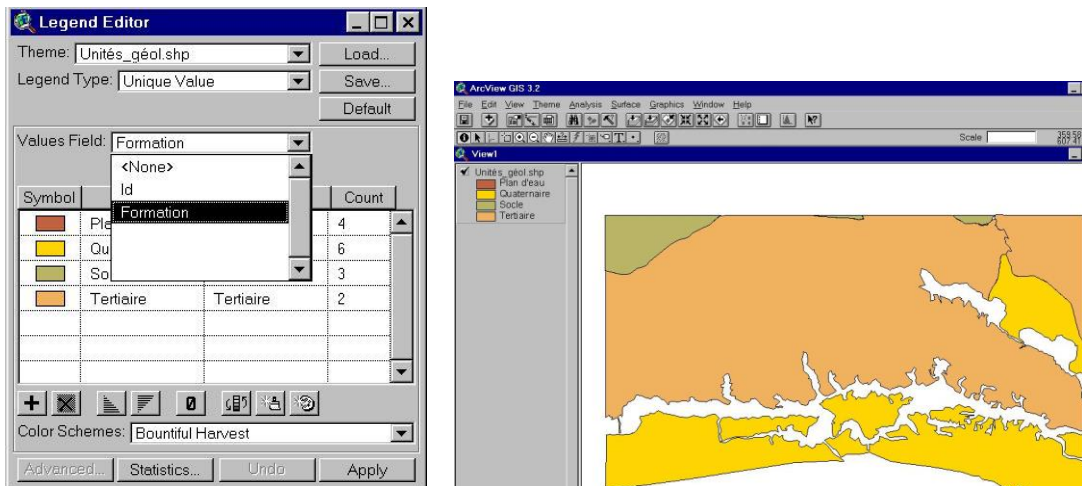 Legend Editor
Theme: Unités_géol.shp
Load...
Legend Type: Unique Value
Save...
Default
Values Field: Formation
<None>
Id
Formation
Symbol
Count
Pla
4
Qu
6
So
3
Tertiaire Tertiaire 2
0
Color Schemes: Bountiful Harvest
Advanced... Statistics... Undo Apply
ArcView GIS 3.2
File Edit View Theme Analysis Surface Graphics Window Help
Scale
View1
Unités_géol.shp
Plan d'eau
Quaternaire
Socle
Tertiaire